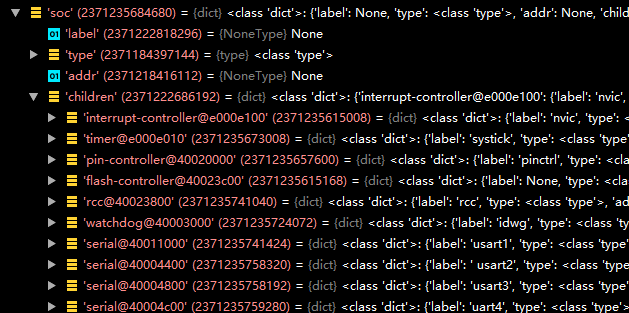 'soc' (2371235684680) = {dict} <class 'dict'>: {'label': None, 'type': <class 'type'>, 'addr': None, 'child
01 'label' (2371222818296) = {NoneType} None
'type' (2371184397144) = {type} <class 'type'>
01 'addr' (2371218416112) = {NoneType} None
'children' (2371222686192) = {dict} <class 'dict'>: {'interrupt-controller@e000e100': {'label': 'nvic',
'interrupt-controller@e000e100' (2371235615008) = {dict} <class 'dict'>: {'label': 'nvic', 'type': <class 't
'timer@e000e010' (2371235673008) = {dict} <class 'dict'>: {'label': 'systick', 'type': <class 'type
'pin-controller@40020000' (2371235657600) = {dict} <class 'dict'>: {'label': 'pinctrl', 'type': <class
'flash-controller@40023c00' (2371235615168) = {dict} <class 'dict'>: {'label': None, 'type': <class 't
'rcc@40023800' (2371235741040) = {dict} <class 'dict'>: {'label': 'rcc', 'type': <class 'type'>, 'ad
'watchdog@40003000' (2371235724072) = {dict} <class 'dict'>: {'label': 'idwg', 'type': <class 'type
'serial@40011000' (2371235741424) = {dict} <class 'dict'>: {'label': 'usart1', 'type': <class 'type'>
'serial@40004400' (2371235758320) = {dict} <class 'dict'>: {'label': ' usart2', 'type': <class 'type'
'serial@40004800' (2371235758192) = {dict} <class 'dict'>: {'label': 'usart3', 'type': <class 'type'>
'serial@40004c00' (2371235759280) = {dict} <class 'dict'>: {'label': 'uart4', 'type': <class 'type'>